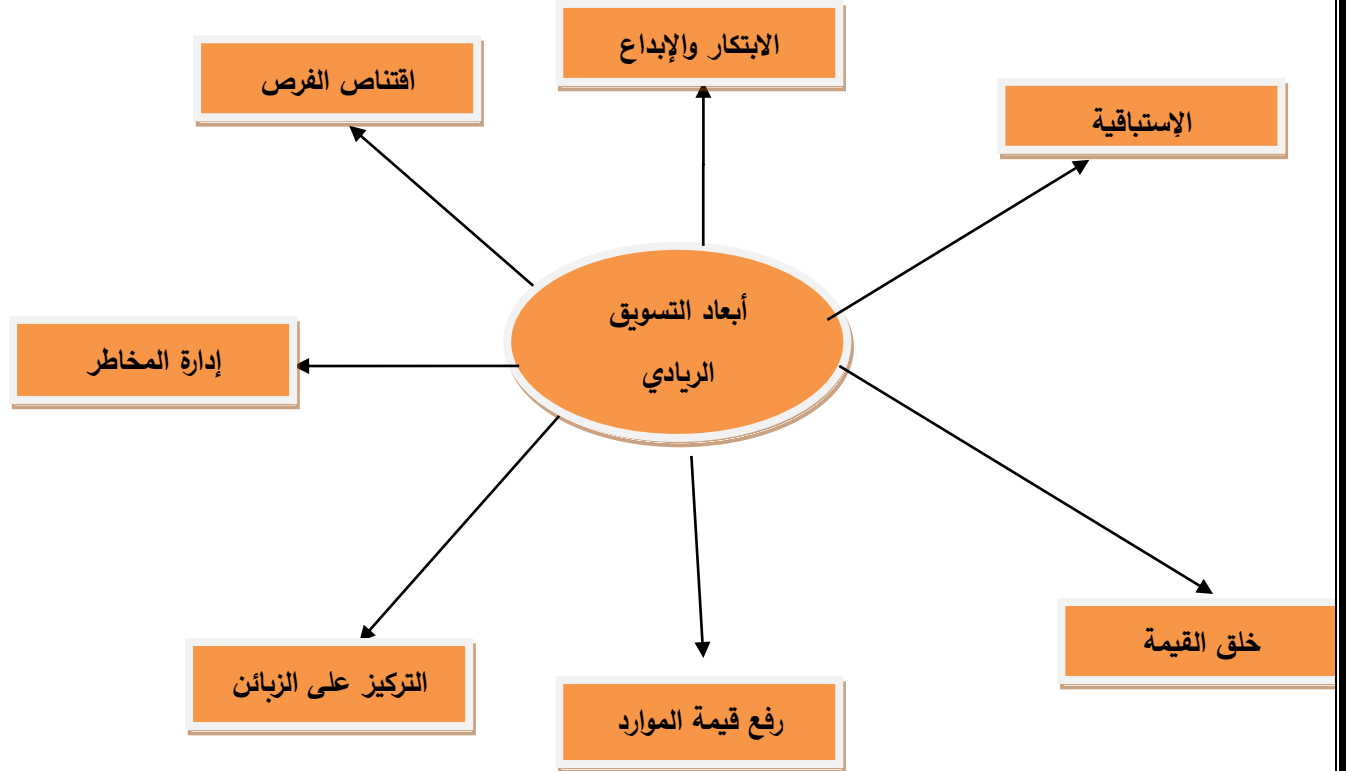 الابتكار والإبداع
اقتناص الفرص
الإستباقية
أبعاد التسويق
الريادي
إدارة المخاطر
خلق القيمة
التركيز على الزبائن
رفع قيمة الموارد